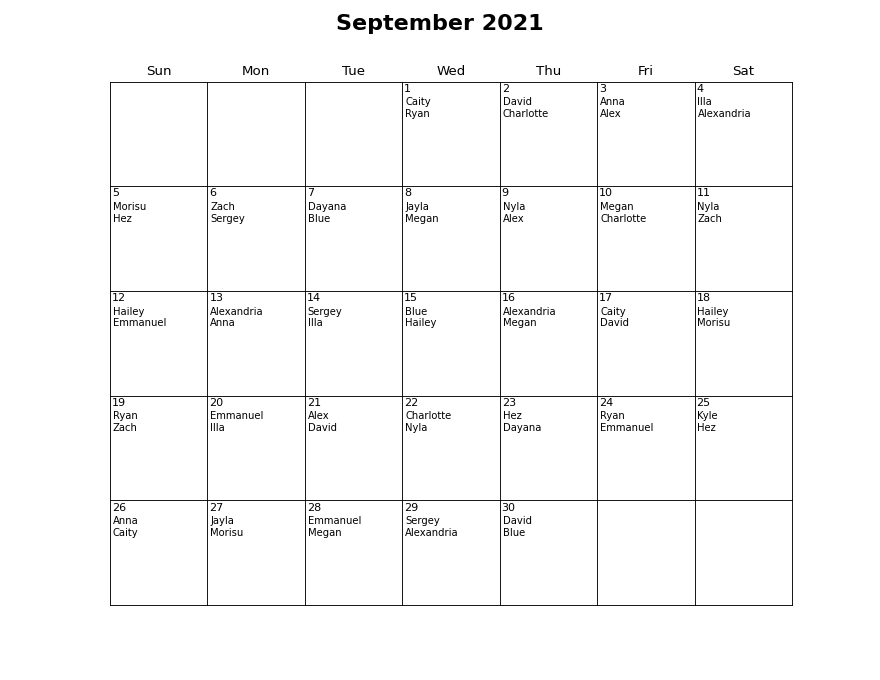 September 2021
Sun Mon Tue Wed Thu Fri Sat
1 2 3 4
Caity David Anna Illa
Ryan Charlotte Alex Alexandria
5 6 7 8 9 10 11
Morisu Zach Dayana Jayla Nyla Megan Nyla
Hez Sergey Blue Megan Alex Charlotte Zach
12 13 14 15 16 17 18
Hailey Alexandria Sergey Blue Alexandria Caity Hailey
Emmanuel Anna Illa Hailey Megan David Morisu
19 20 21 22 23 24 25
Ryan Emmanuel Alex Charlotte Hez Ryan Kyle
Zach Illa David Nyla Dayana Emmanuel Hez
26 27 28 29 30
Anna Jayla Emmanuel Sergey David
Caity Morisu Megan Alexandria Blue